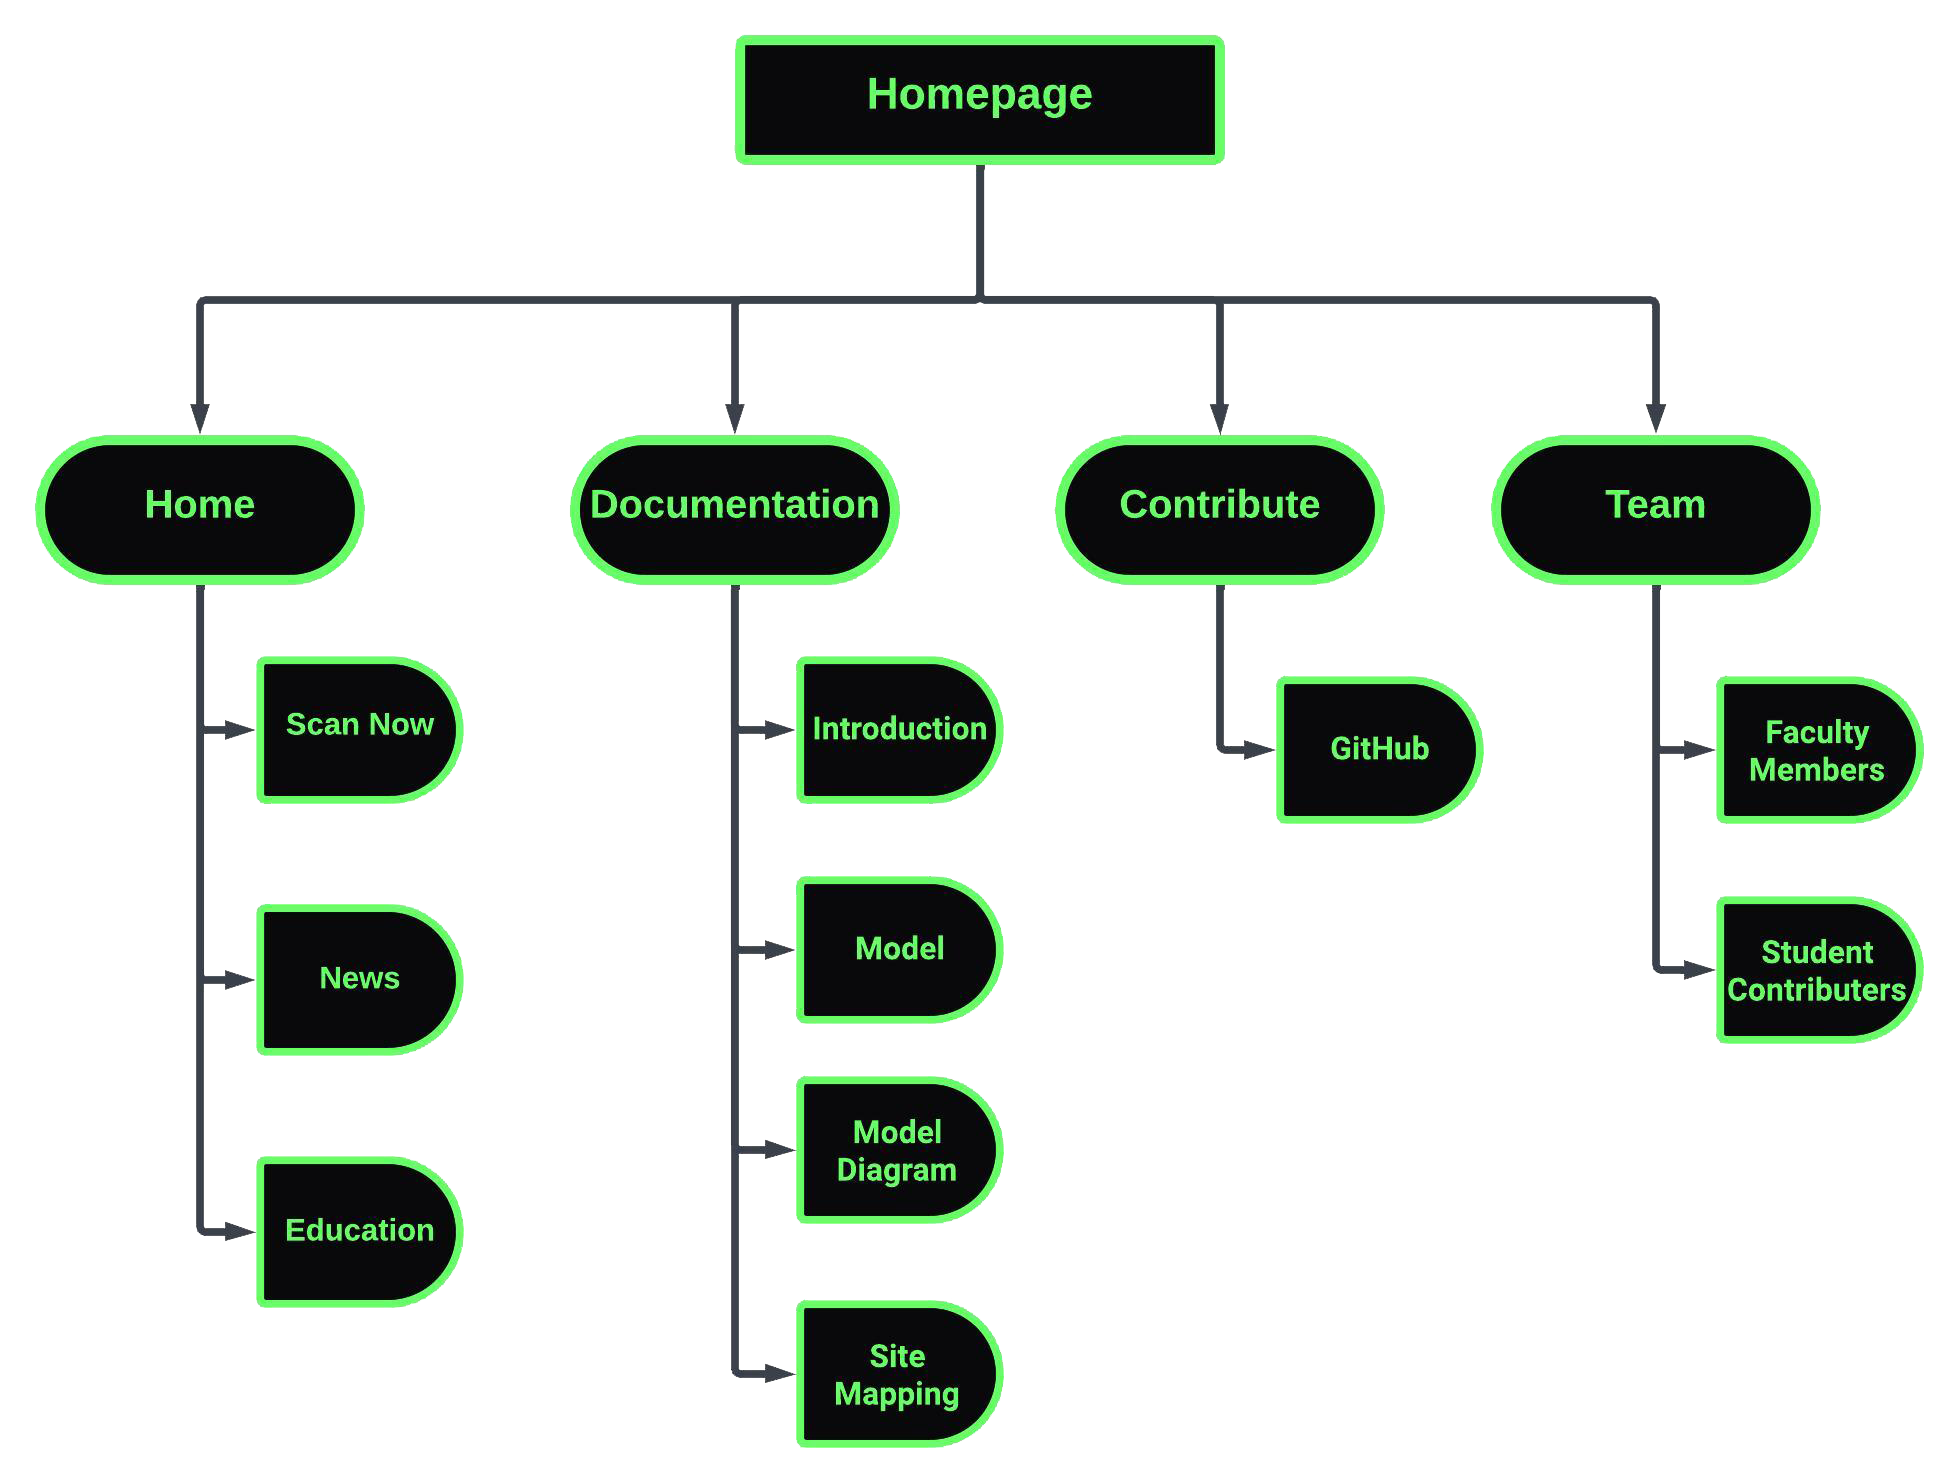 Homepage
Home
Documentation
Contribute
Team
Scan Now
News
Education
Introduction
Model
Model
Diagram
Site
Mapping
GitHub
Faculty
Members
Student
Contributers